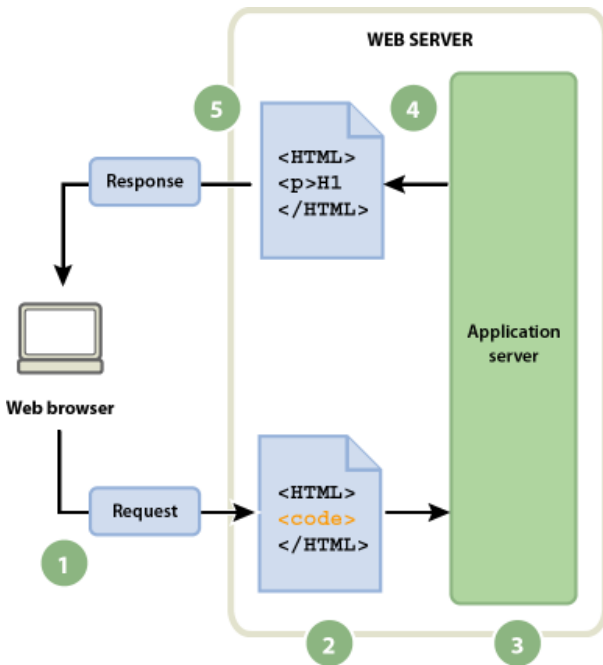 WEB SERVER
5
4
<HTML>
<p>H1
</HTML>
Response
Application
server
Web browser
<HTML>
<code>
</HTML>
Request
1
2
3